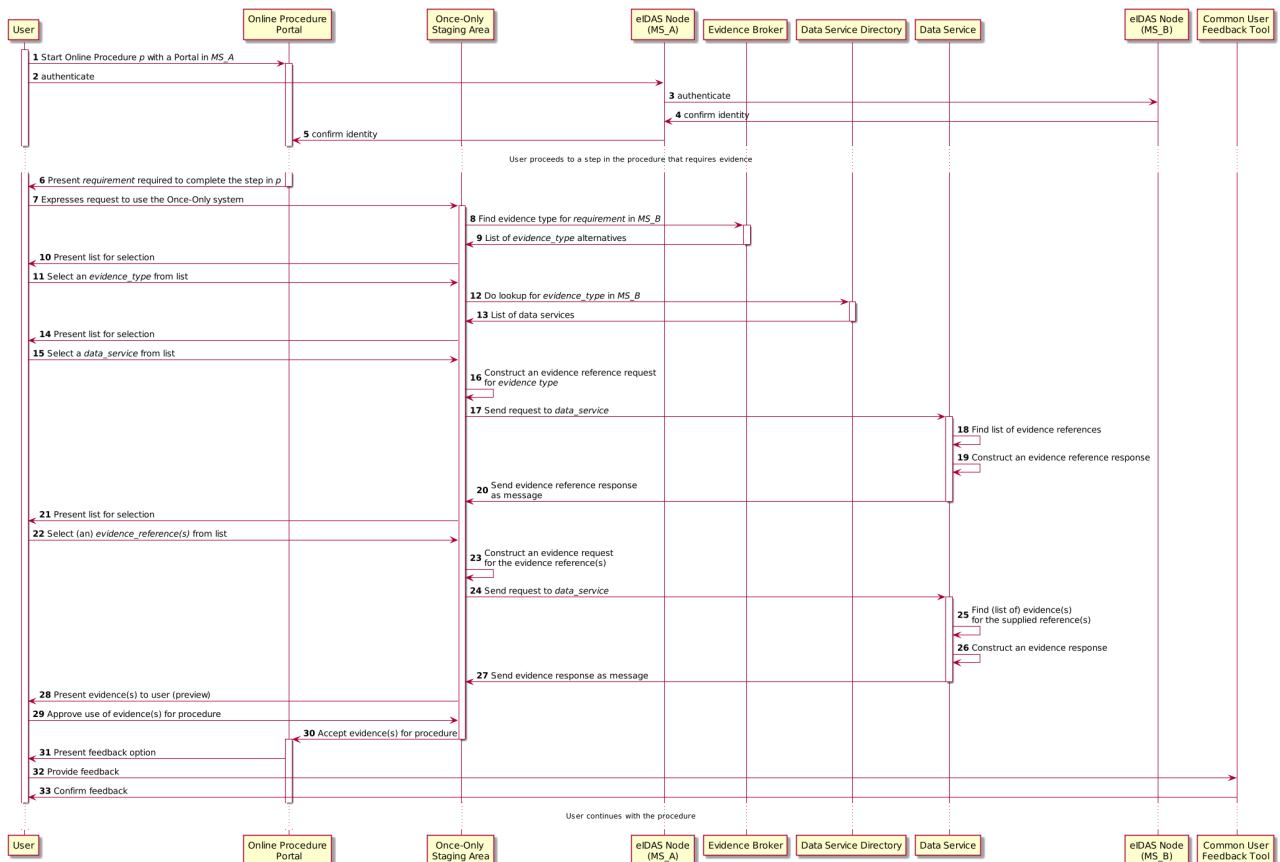 User
Online Procedure
Portal
Once-Only
Staging Area
eIDAS Node
(MS_A)
Evidence Broker
Data Service Directory
Data Service
eIDAS Node
(MS_B)
Common User
Feedback Tool
1 Start Online Procedure p with a Portal in MS_A
2 authenticate
3 authenticate
4 confirm identity
5 confirm identity
User proceeds to a step in the procedure that requires evidence
6 Present requirement required to complete the step in p
7 Expresses request to use the Once-Only system
8 Find evidence type for requirement in MS_B
9 List of evidence_type alternatives
10 Present list for selection
11 Select an evidence_type from list
12 Do lookup for evidence_type in MS_B
13 List of data services
14 Present list for selection
15 Select a data_service from list
16 Construct an evidence reference request
for evidence type
17 Send request to data_service
18 Find list of evidence references
19 Construct an evidence reference response
20 Send evidence reference response
as message
21 Present list for selection
22 Select (an) evidence_reference(s) from list
23 Construct an evidence request
for the evidence reference(s)
24 Send request to data_service
25 Find (list of) evidence(s)
for the supplied reference(s)
26 Construct an evidence response
27 Send evidence response as message
28 Present evidence(s) to user (preview)
29 Approve use of evidence(s) for procedure
30 Accept evidence(s) for procedure
31 Present feedback option
32 Provide feedback
33 Confirm feedback
User continues with the procedure
User
Online Procedure
Portal
Once-Only
Staging Area
eIDAS Node
(MS_A)
Evidence Broker
Data Service Directory
Data Service
eIDAS Node
(MS_B)
Common User
Feedback Tool